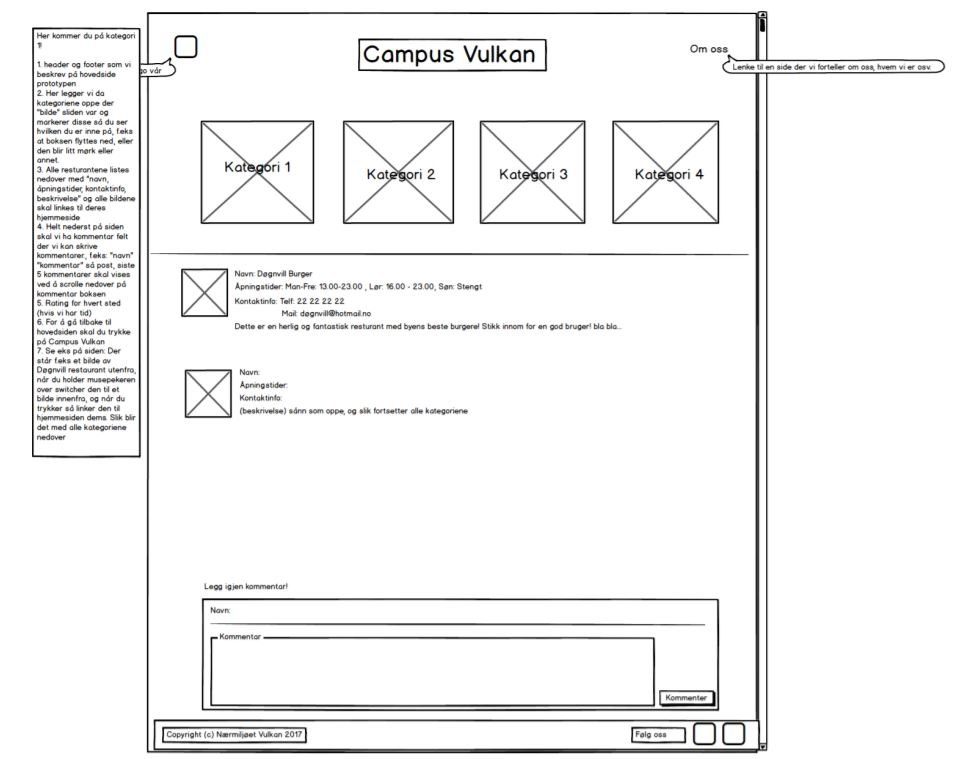 Her kommer du på kategori
1!
1. header og footer som vi
beskrev på hovedside
prototypen
2. Her legger vi da
kategoriene oppe der
"bilde" sliden var og
markerer disse så du ser
hvilken du er inne på, f.eks
at boksen flyttes ned, eller
den blir litt mørk eller
annet.
3. Alle resturantene listes
nedover med "navn,
åpningstider, kontaktinfo,
beskrivelse" og alle bildene
skal linkes til deres
hjemmeside
4. Helt nederst på siden
skal vi ha kommentar felt
der vi kan skrive
kommentarer, f.eks: "navn"
"kommentar" så post, siste
5 kommentarer skal vises
ved å scrolle nedover på
kommentar boksen
5. Rating for hvert sted
(hvis vi har tid)
6. For å gå tilbake til
hovedsiden skal du trykke
på Campus Vulkan
7. Se eks på siden: Der
står f.eks et bilde av
Døgnvill restaurant utenfra,
når du holder musepekeren
over switcher den til et
bilde innenfra, og når du
trykker så linker den til
hjemmesiden dems. Slik blir
det med alle kategoriene
nedover
go vår
Campus Vulkan
Om oss
Lenke til en side der vi forteller om oss, hvem vi er osv.
Kategori 1
Kategori 2
Kategori 3
Kategori 4
Navn: Døgnvill Burger
Åpningstider: Man-Fre: 13.00-23.00 , Lør: 16.00 - 23.00, Søn: Stengt
Kontaktinfo: Telf: 22 22 22 22
Mail: døgnvill@hotmail.no
Dette er en herlig og fantastisk resturant med byens beste burgere! Stikk innom for en god bruger! bla bla...
Navn:
Åpningstider:
Kontaktinfo:
(beskrivelse) sånn som oppe, og slik fortsetter alle kategoriene
Legg igjen kommentar!
Navn:
Kommentar
Kommenter
Copyright (c) Nærmiljøet Vulkan 2017
Følg oss